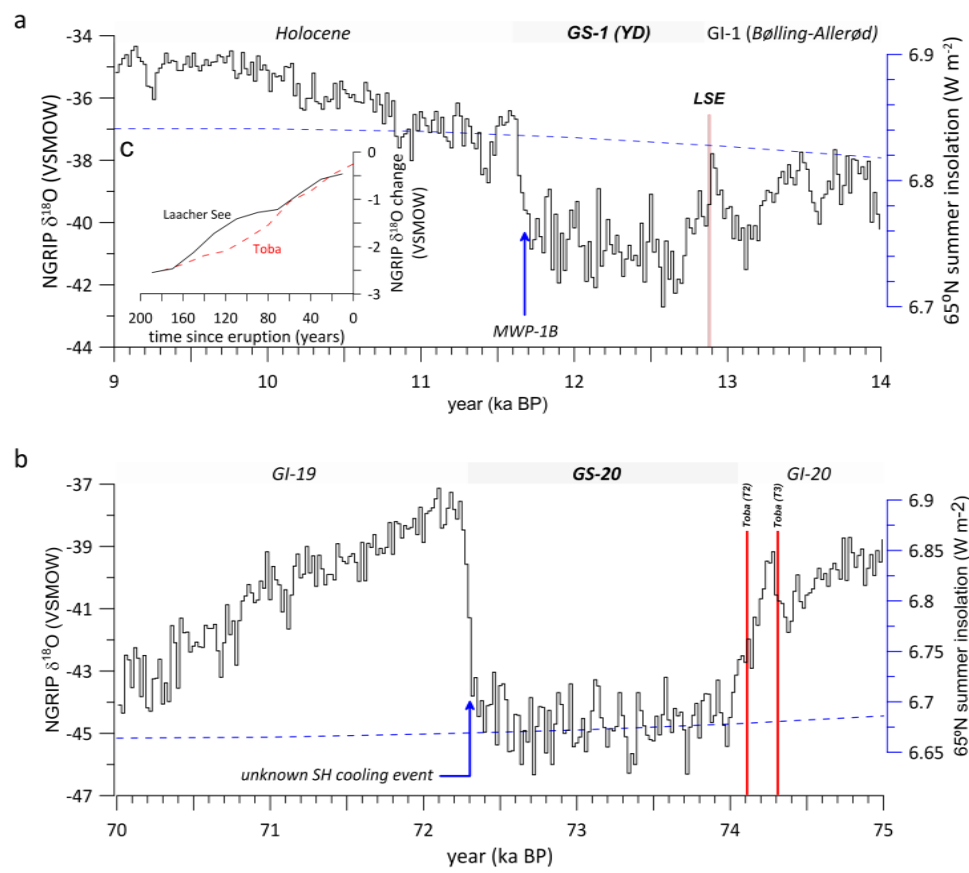 a
Holocene
GS-1 (YD)
GI-1 (Bølling-Allerød)
-34
-36
-38
-40
-42
-44
NGRIP δ18O (VSMOW)
6.9
6.8
6.7
65ºN summer insolation (W m-2)
LSE
MWP-1B
c
Laacher See
Toba
0
-1
-2
-3
NGRIP δ18O change
(VSMOW)
200 160 120 80 40 0
time since eruption (years)
9 10 11 12 13 14
year (ka BP)
b
GI-19
GS-20
GI-20
-37
-39
-41
-43
-45
-47
NGRIP δ18O (VSMOW)
Toba (T2)
Toba (T3)
6.9
6.85
6.8
6.75
6.7
6.65
65ºN summer insolation (W m-2)
unknown SH cooling event
70 71 72 73 74 75
year (ka BP)